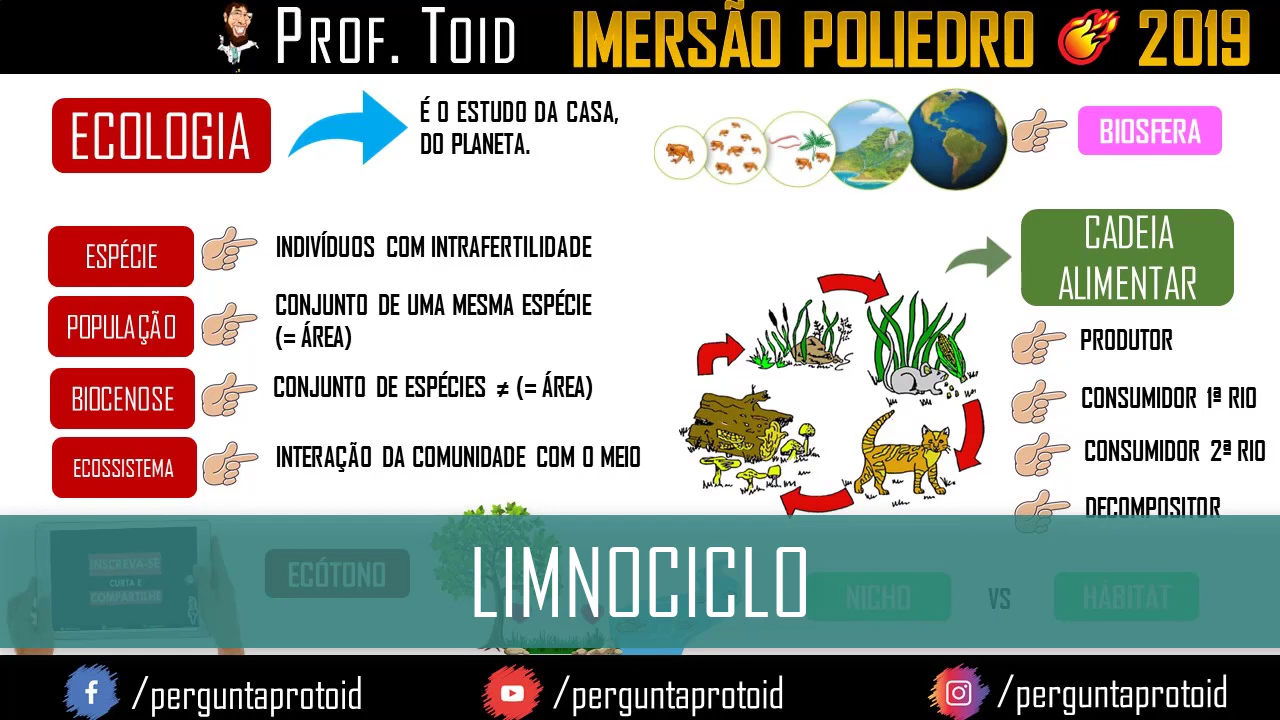 PROF. TOID
IMERSÃO POLIEDRO 2019
ECOLOGIA
É O ESTUDO DA CASA,
DO PLANETA.
BIOSFERA
ESPÉCIE
INDIVÍDUOS COM INTRAFERTILIDADE
POPULAÇÃO
CONJUNTO DE UMA MESMA ESPÉCIE
(= ÁREA)
BIOCENOSE
CONJUNTO DE ESPÉCIES ≠ (= ÁREA)
ECOSSISTEMA
INTERAÇÃO DA COMUNIDADE COM O MEIO
CADEIA
ALIMENTAR
PRODUTOR
CONSUMIDOR 1ª RIO
CONSUMIDOR 2ª RIO
DECOMPOSITOR
INSCREVA-SE
CURTA E
COMPARTILHE
ECÓTONO
LIMNOCICLO
NICHO
VS
HÁBITAT
/perguntaprotoid
/perguntaprotoid
/perguntaprotoid